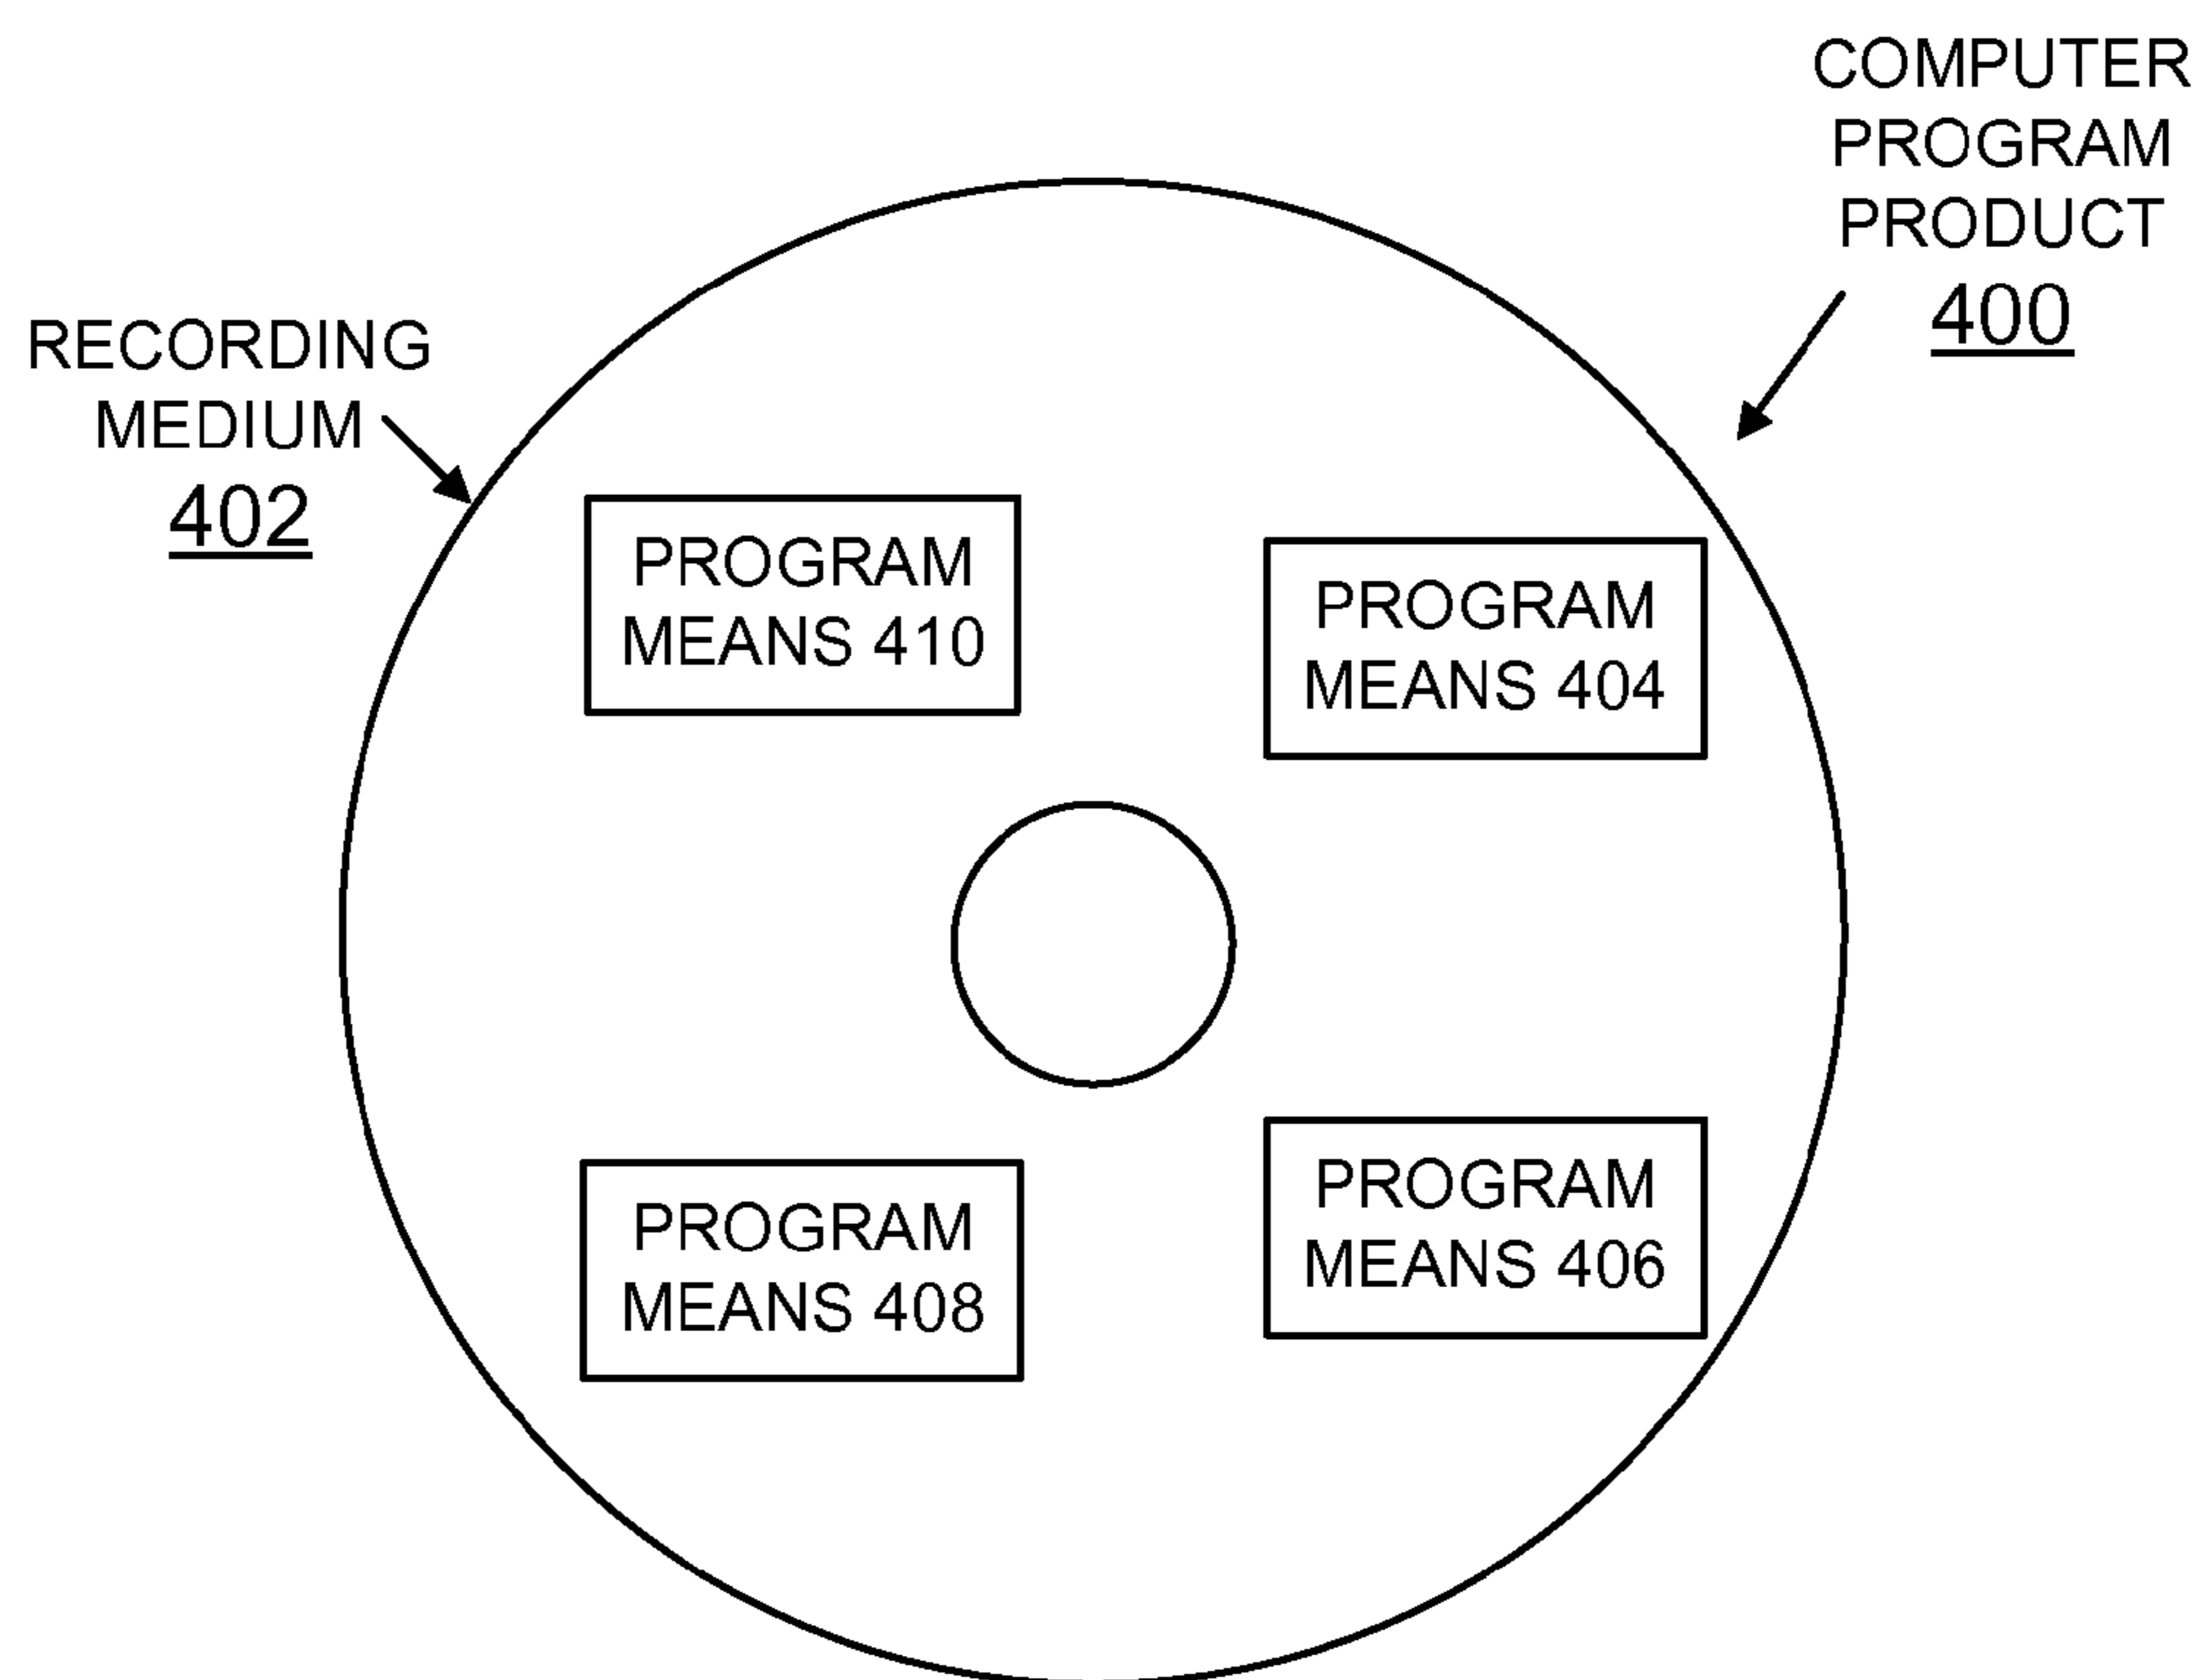 COMPUTER
PROGRAM
PRODUCT
400
RECORDING
MEDIUM
402
PROGRAM
MEANS 410
PROGRAM
MEANS 404
PROGRAM
MEANS 408
PROGRAM
MEANS 406